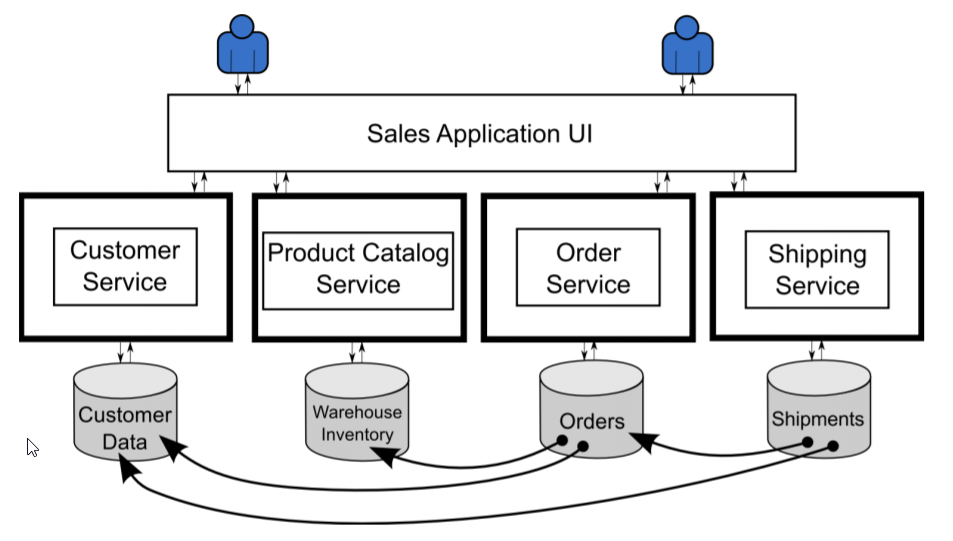 Sales Application UI
Customer
Service
Product Catalog
Service
Order
Service
Shipping
Service
Customer
Data
Warehouse
Inventory
Orders
Shipments